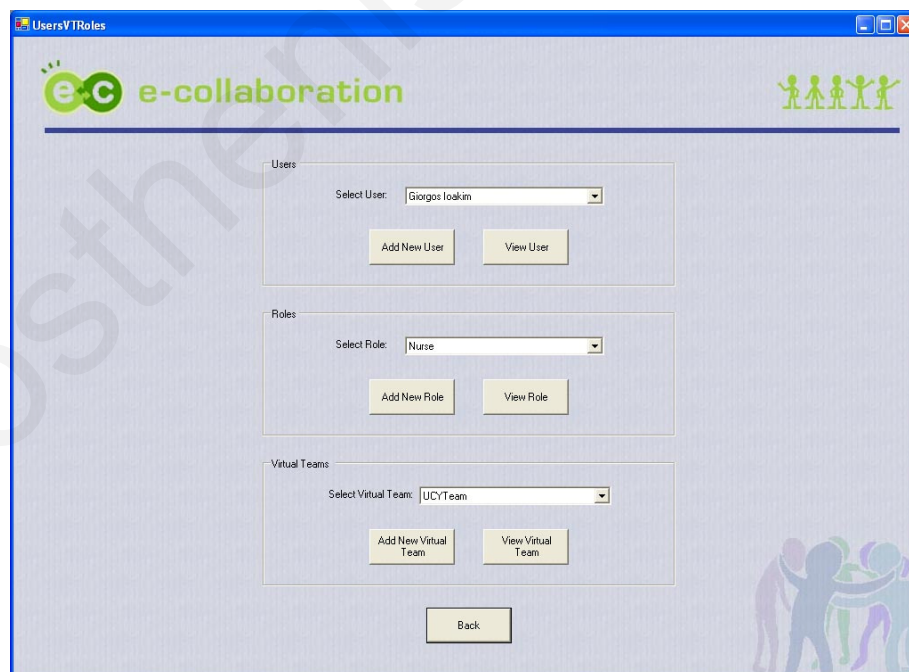 UsersVTRoles
ec e-collaboration
Users
Select User: Giorgos Ioakim
Add New User View User
Roles
Select Role: Nurse
Add New Role View Role
Virtual Teams
Select Virtual Team: UCYTeam
Add New Virtual Team View Virtual Team
Back